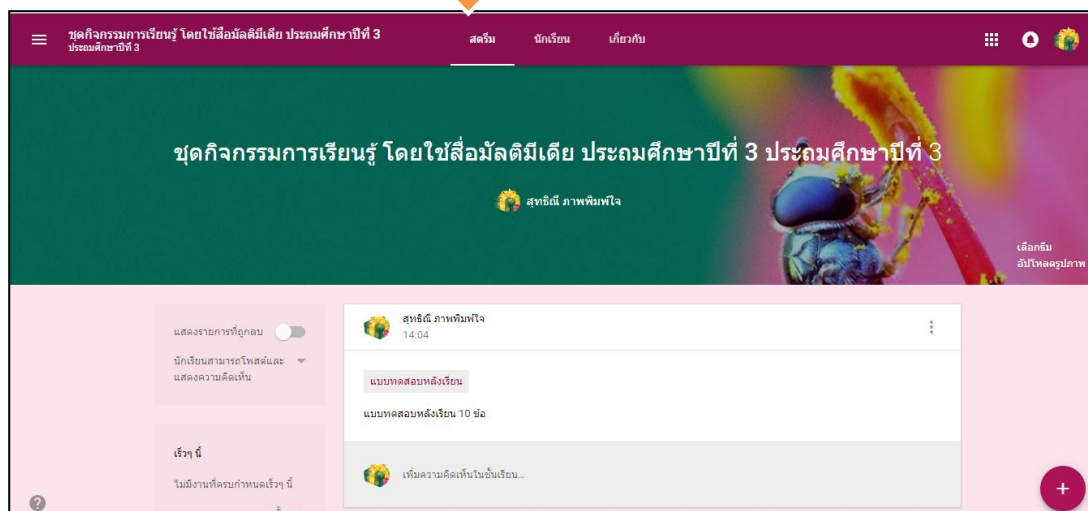 ชุดกิจกรรมการเรียนรู้ โดยใช้สื่อมัลติมีเดีย ประถมศึกษาปีที่ 3
ประถมศึกษาปีที่ 3
สตรีม
นักเรียน
เกี่ยวกับ
ชุดกิจกรรมการเรียนรู้ โดยใช้สื่อมัลติมีเดีย ประถมศึกษาปีที่ 3 ประถมศึกษาปีที่ 3
สุทธิณี ภาพพิมพ์ใจ
เลือกธีม
อัปโหลดรูปภาพ
แสดงรายการที่ถูกลบ
นักเรียนสามารถโพสต์และ
แสดงความคิดเห็น
สุทธิณี ภาพพิมพ์ใจ
14:04
แบบทดสอบหลังเรียน
แบบทดสอบหลังเรียน 10 ข้อ
เร็วๆ นี้
ไม่มีงานที่ครบกำหนดเร็วๆ นี้
เพิ่มความคิดเห็นในชั้นเรียน...